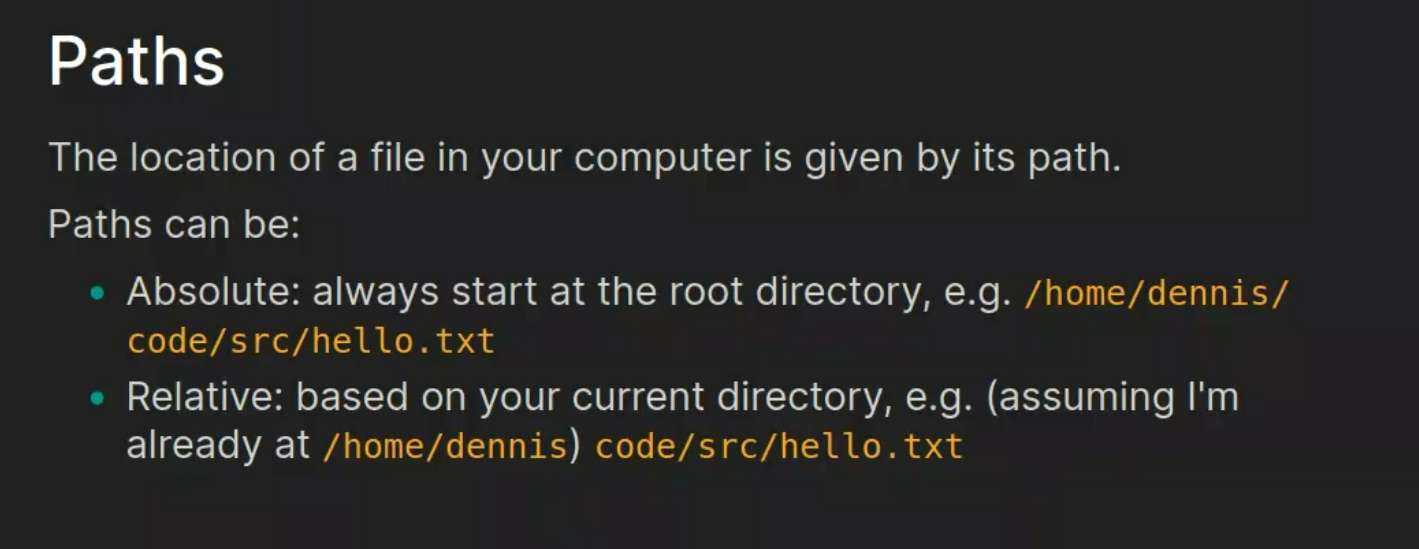 Paths
The location of a file in your computer is given by its path.
Paths can be:
• Absolute: always start at the root directory, e.g. /home/dennis/
code/src/hello.txt
• Relative: based on your current directory, e.g. (assuming I'm
already at /home/dennis) code/src/hello.txt